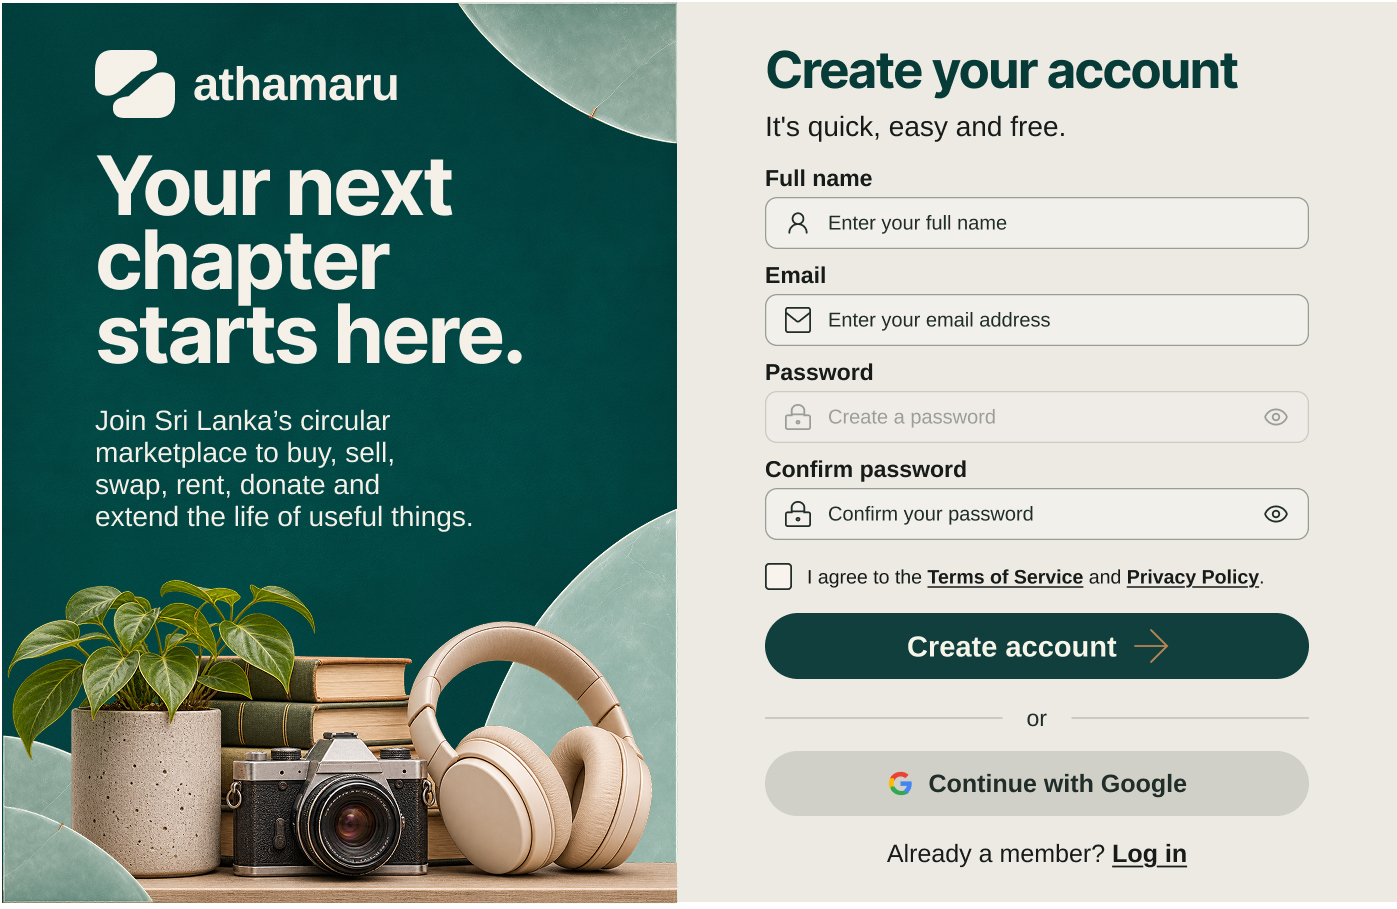 athamaru
Your next
chapter
starts here.
Join Sri Lanka’s circular
marketplace to buy, sell,
swap, rent, donate and
extend the life of useful things.
Create your account
It's quick, easy and free.
Full name
Enter your full name
Email
Enter your email address
Password
Create a password
Confirm password
Confirm your password
I agree to the Terms of Service and Privacy Policy.
Create account
or
Continue with Google
Already a member? Log in